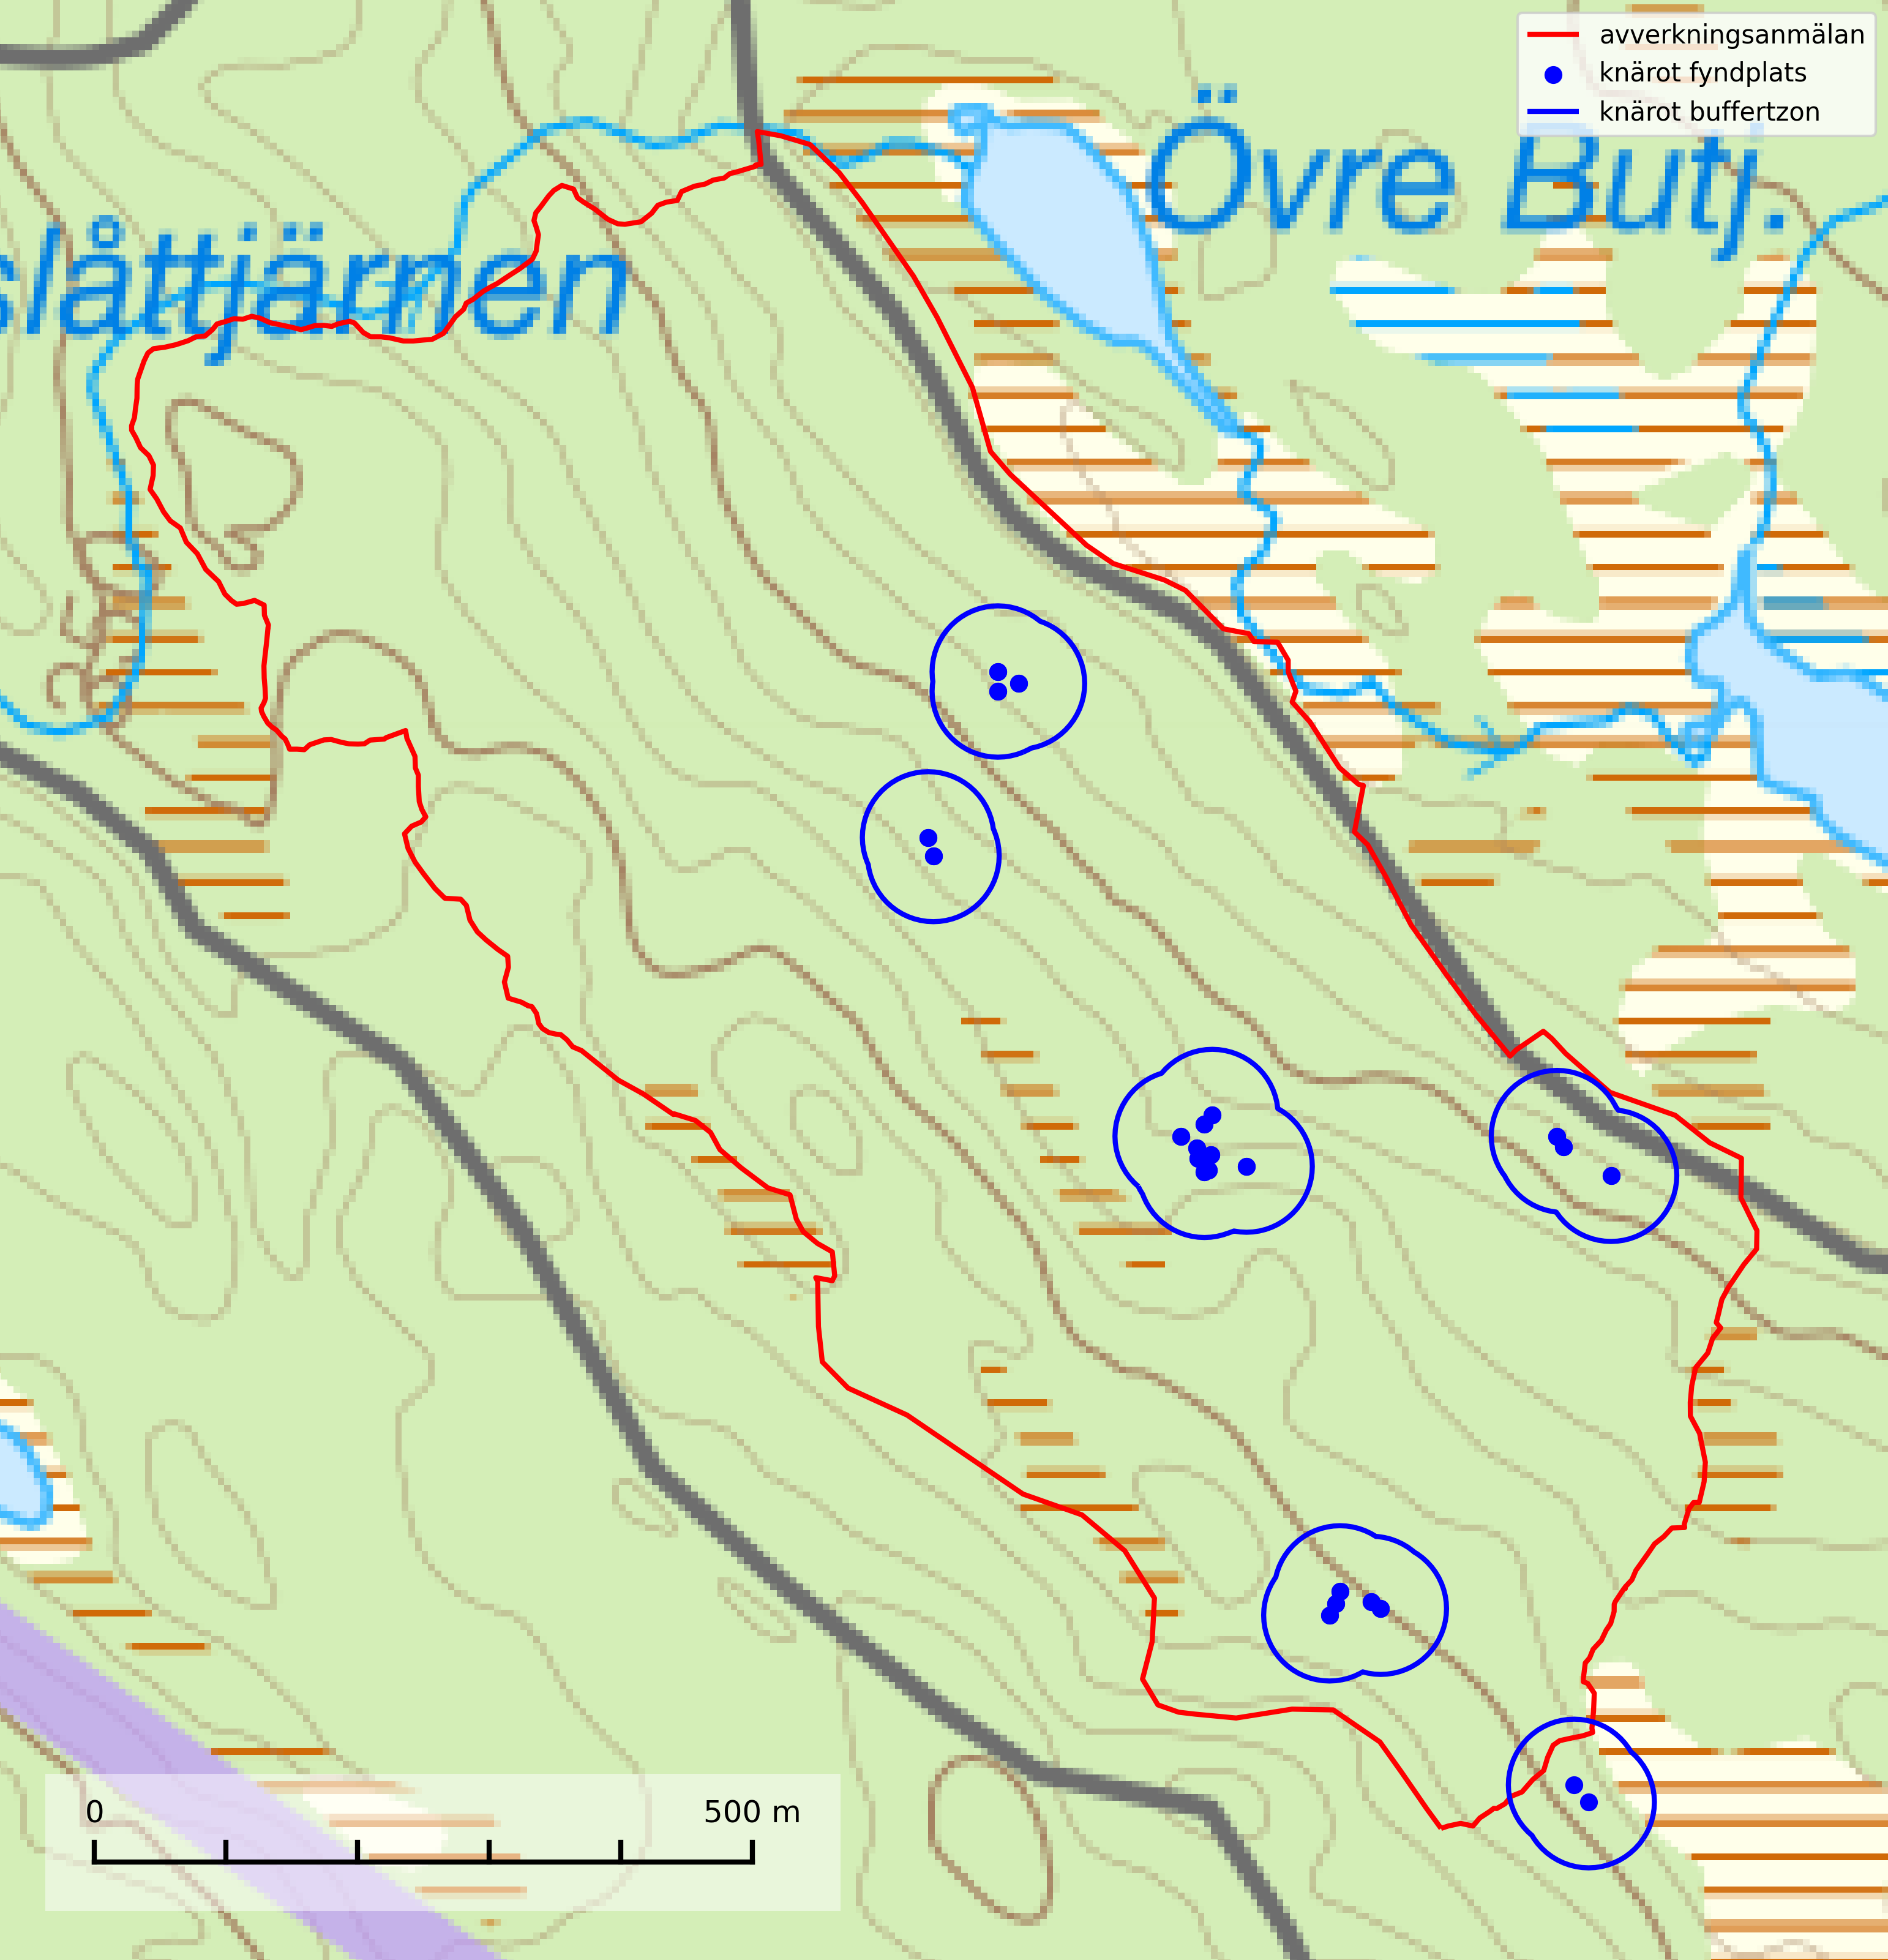 avverkningsanmälan
knärot fyndplats
knärot buffertzon
Övre Butj.
slåttjärnen
0 500 m